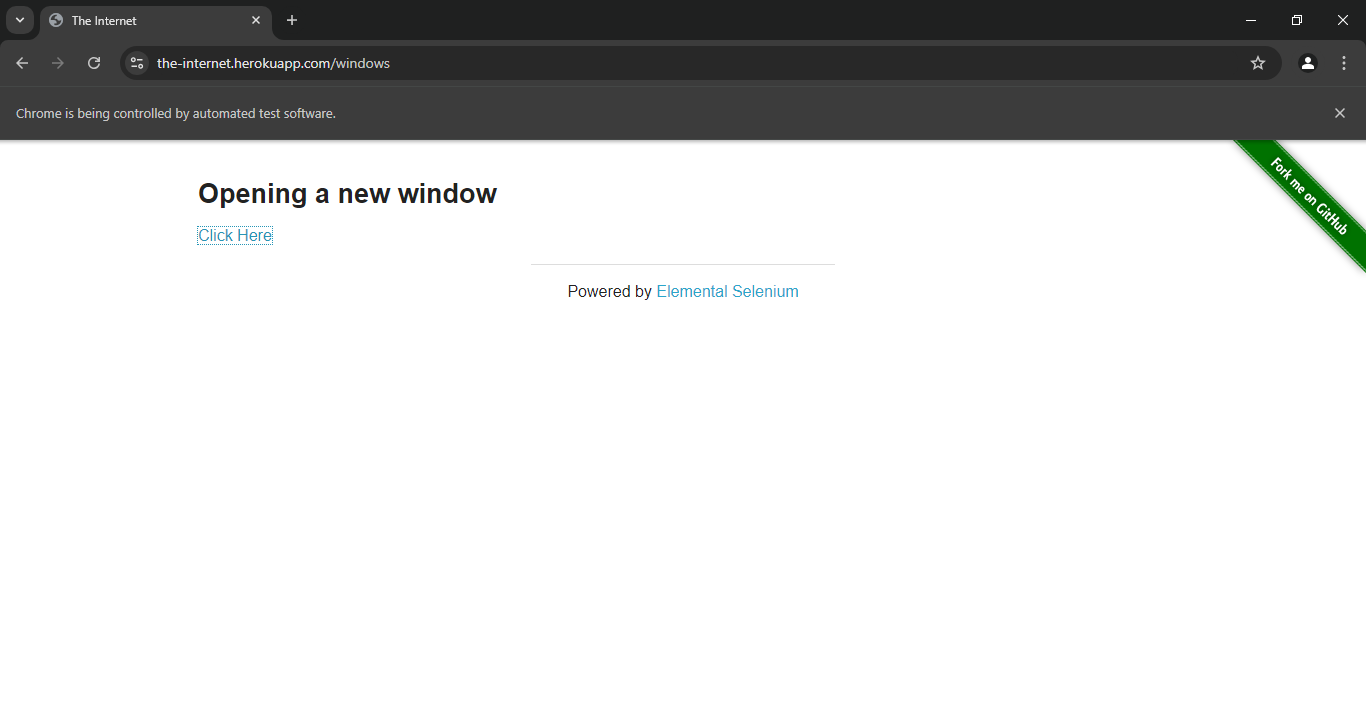 The Internet
the-internet.herokuapp.com/windows
Chrome is being controlled by automated test software.
Fork me on GitHub
Opening a new window
Click Here
Powered by Elemental Selenium